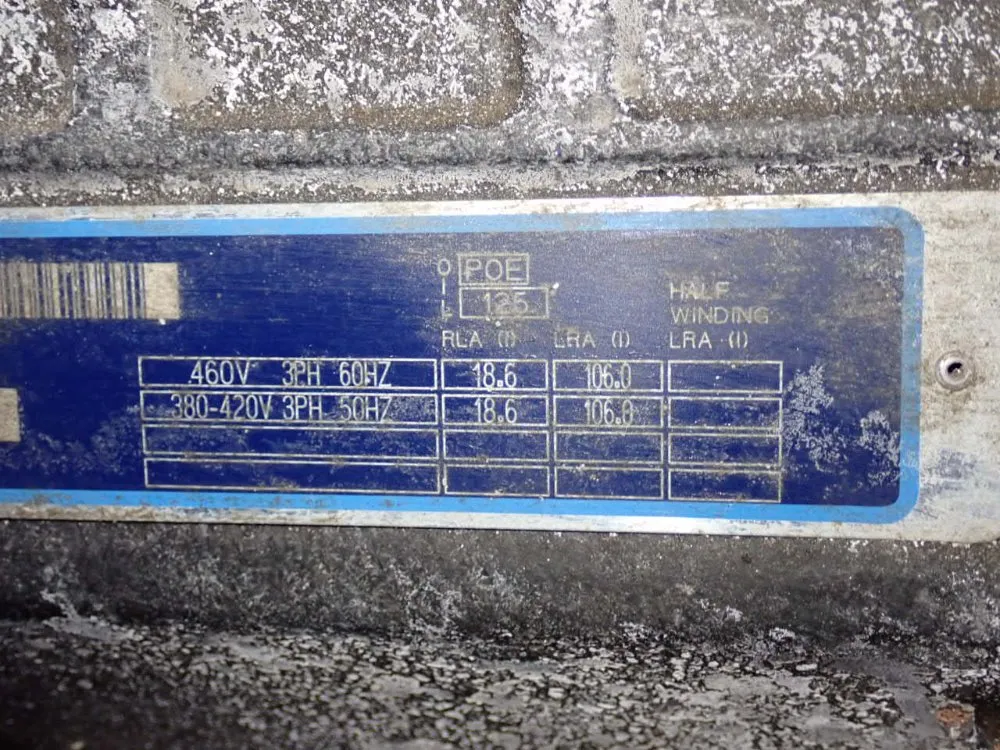 OIL POE
125
HALF
WINDING
RLA (I) LRA (I) LRA (I)
460V 3PH 60HZ 18.6 106.0
380-420V 3PH 50HZ 18.6 106.0